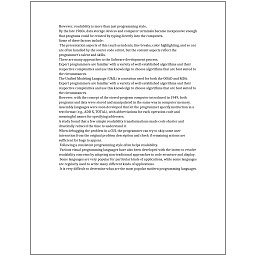 However, readability is more than just programming style.
By the late 1960s, data storage devices and computer terminals became inexpensive enough
that programs could be created by typing directly into the computers.
Some of these factors include:
The presentation aspects of this (such as indents, line breaks, color highlighting, and so on)
are often handled by the source code editor, but the content aspects reflect the
programmer's talent and skills.
There are many approaches to the Software development process.
Expert programmers are familiar with a variety of well-established algorithms and their
respective complexities and use this knowledge to choose algorithms that are best suited to
the circumstances.
The Unified Modeling Language (UML) is a notation used for both the OOAD and MDA.
Expert programmers are familiar with a variety of well-established algorithms and their
respective complexities and use this knowledge to choose algorithms that are best suited to
the circumstances.
However, with the concept of the stored-program computer introduced in 1949, both
programs and data were stored and manipulated in the same way in computer memory.
Assembly languages were soon developed that let the programmer specify instruction in a
text format (e.g., ADD X, TOTAL), with abbreviations for each operation code and
meaningful names for specifying addresses.
A study found that a few simple readability transformations made code shorter and
drastically reduced the time to understand it.
When debugging the problem in a GUI, the programmer can try to skip some user
interaction from the original problem description and check if remaining actions are
sufficient for bugs to appear.
Following a consistent programming style often helps readability.
Various visual programming languages have also been developed with the intent to resolve
readability concerns by adopting non-traditional approaches to code structure and display.
Some languages are very popular for particular kinds of applications, while some languages
are regularly used to write many different kinds of applications.
It is very difficult to determine what are the most popular modern programming languages.